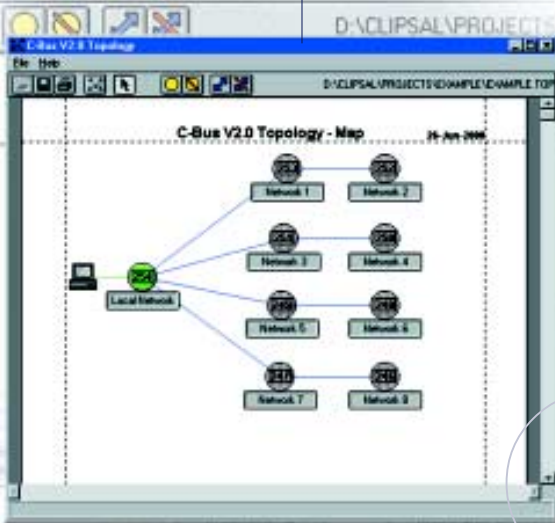 D:\CLIPSAL\PROJECTS
C-Bus V2.0 Topology
File Help
D:\CLIPSAL\PROJECTS\EXAMPLE\EXAMPLE.TOP
C-Bus V2.0 Topology - Map
Network 1
Network 2
Network 3
Network 4
Local Network
Network 5
Network 6
Network 7
Network 8